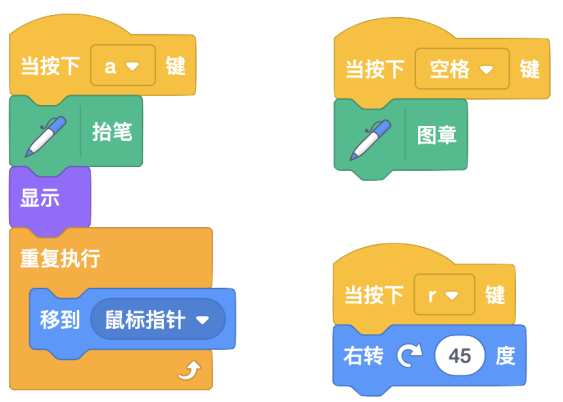 当按下 a 键
抬笔
显示
重复执行
移到 鼠标指针
当按下 空格 键
图章
当按下 r 键
右转 45 度